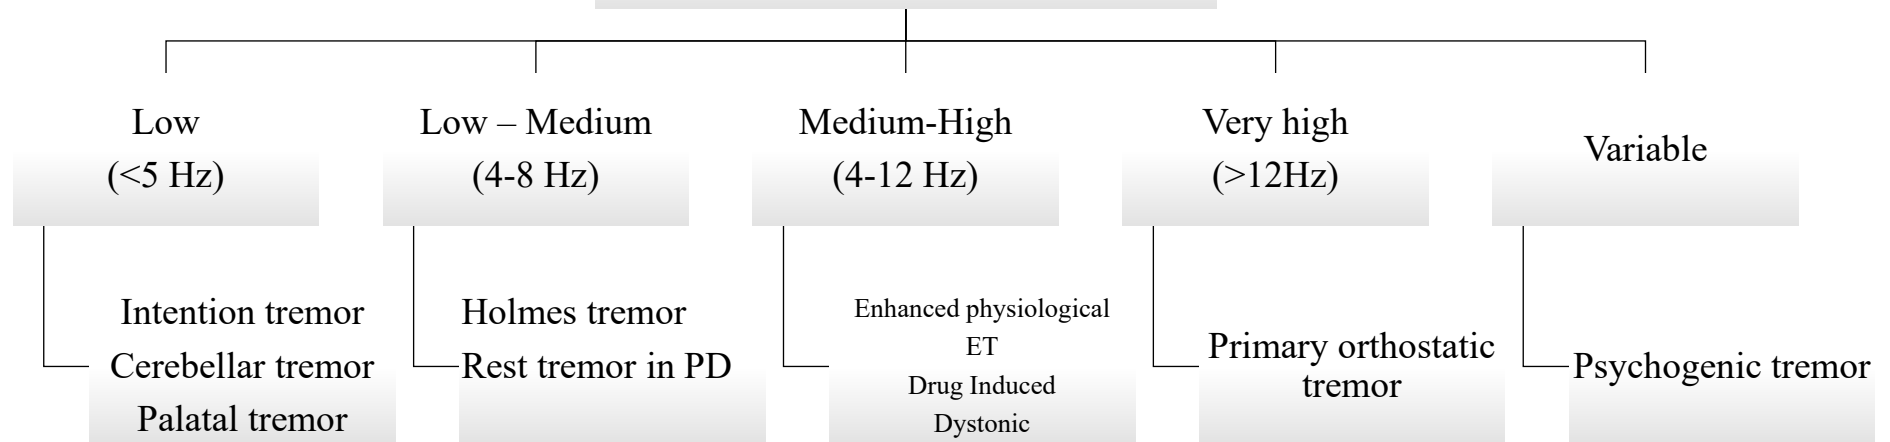 Low
(<5 Hz)
Low – Medium
(4-8 Hz)
Medium-High
(4-12 Hz)
Very high
(>12Hz)
Variable
Intention tremor
Cerebellar tremor
Palatal tremor
Holmes tremor
Rest tremor in PD
Enhanced physiological
ET
Drug Induced
Dystonic
Primary orthostatic
tremor
Psychogenic tremor